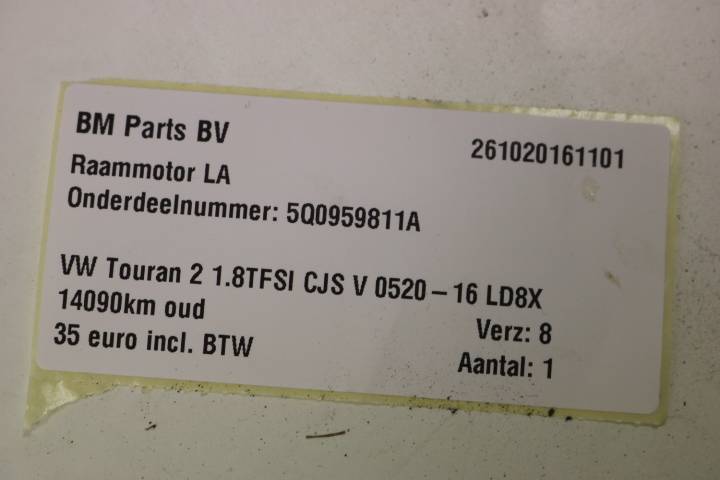 BM Parts BV
261020161101
Raammotor LA
Onderdeelnummer: 5Q0959811A
VW Touran 2 1.8TFSI CJS V 0520 – 16 LD8X
14090km oud
Verz: 8
35 euro incl. BTW
Aantal: 1